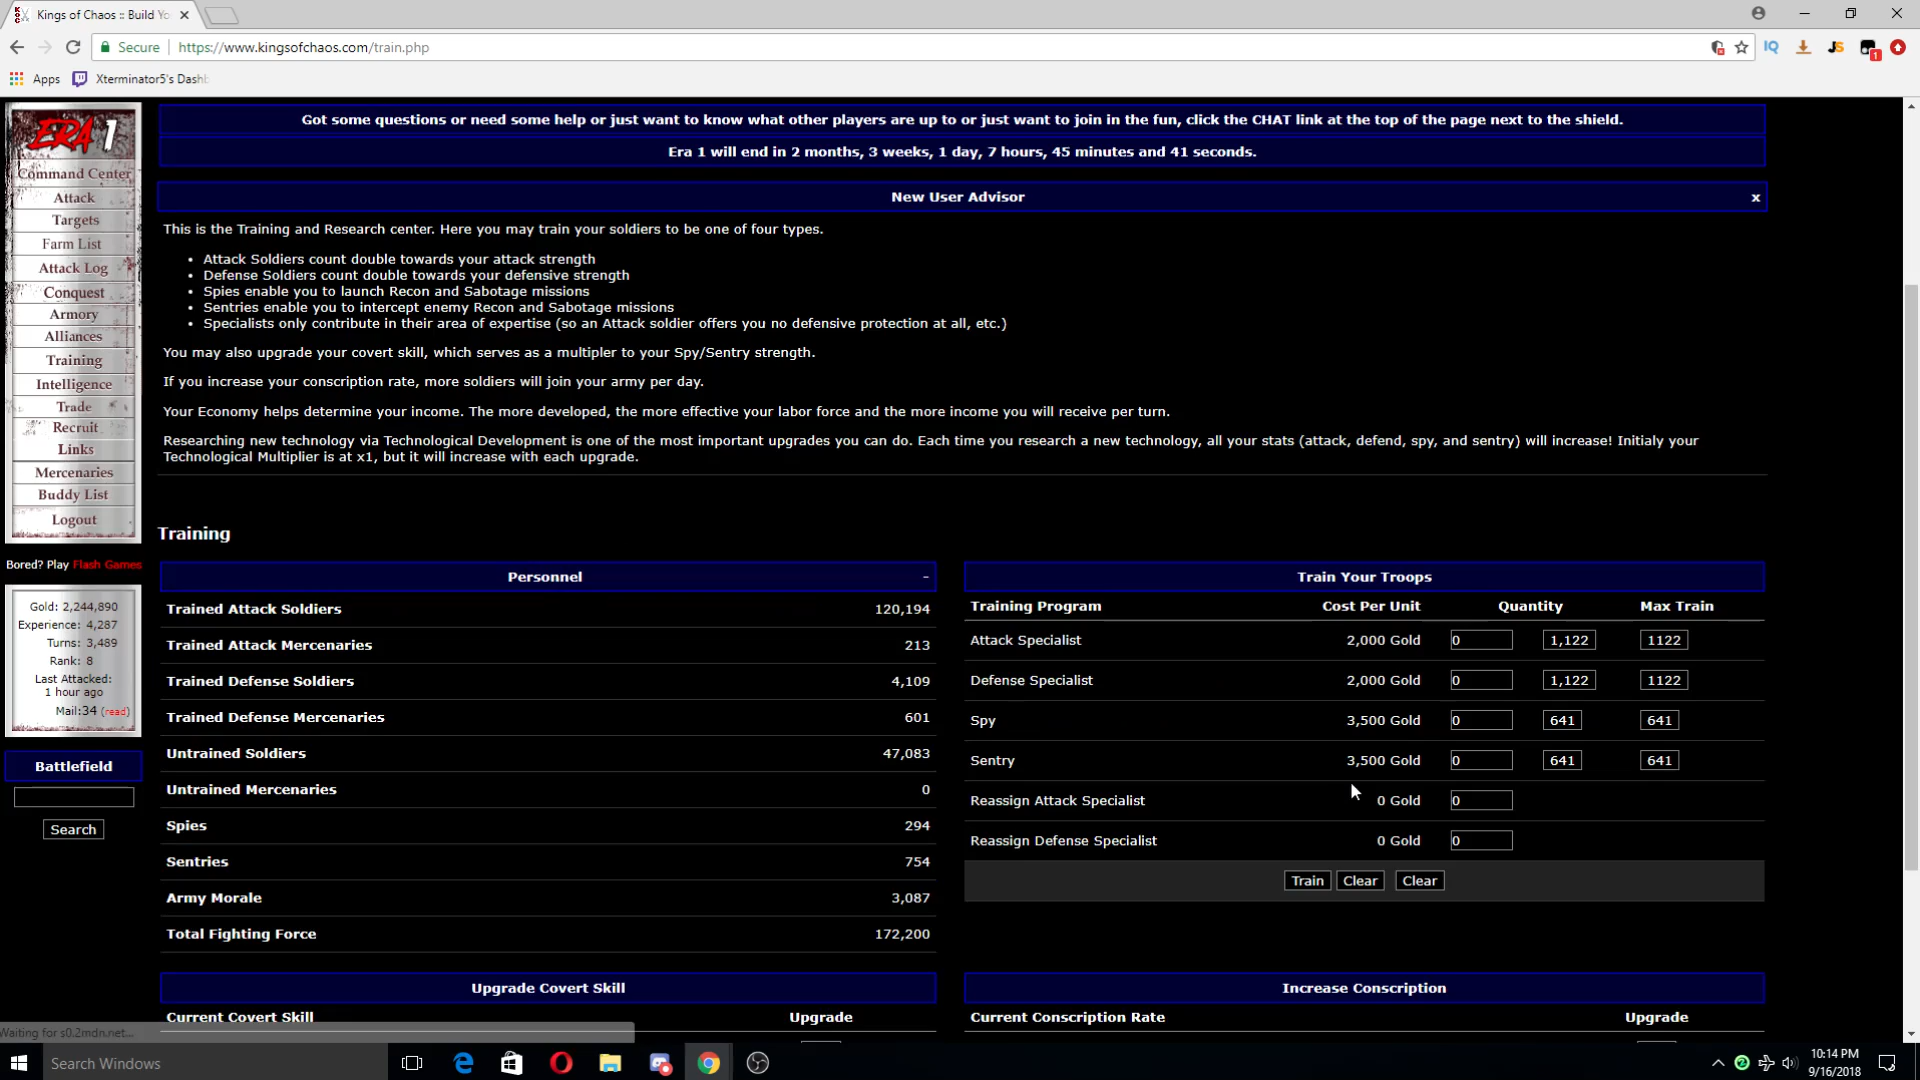 Kings of Chaos :: Build Yo
Secure
https://www.kingsofchaos.com/train.php
IQ
JS
1
Apps
Xterminator5's Dashb
ERA 1
Command Center
Attack
Targets
Farm List
Attack Log
Conquest
Armory
Alliances
Training
Intelligence
Trade
Recruit
Links
Mercenaries
Buddy List
Logout
Bored? Play Flash Games
Gold: 2,244,890
Experience: 4,287
Turns: 3,489
Rank: 8
Last Attacked:
1 hour ago
Mail:34 (read)
Battlefield
Search
Got some questions or need some help or just want to know what other players are up to or just want to join in the fun, click the CHAT link at the top of the page next to the shield.
Era 1 will end in 2 months, 3 weeks, 1 day, 7 hours, 45 minutes and 41 seconds.
New User Advisor x
This is the Training and Research center. Here you may train your soldiers to be one of four types.
• Attack Soldiers count double towards your attack strength
• Defense Soldiers count double towards your defensive strength
• Spies enable you to launch Recon and Sabotage missions
• Sentries enable you to intercept enemy Recon and Sabotage missions
• Specialists only contribute in their area of expertise (so an Attack soldier offers you no defensive protection at all, etc.)
You may also upgrade your covert skill, which serves as a multipler to your Spy/Sentry strength.
If you increase your conscription rate, more soldiers will join your army per day.
Your Economy helps determine your income. The more developed, the more effective your labor force and the more income you will receive per turn.
Researching new technology via Technological Development is one of the most important upgrades you can do. Each time you research a new technology, all your stats (attack, defend, spy, and sentry) will increase! Initialy your
Technological Multiplier is at x1, but it will increase with each upgrade.
Training
Personnel -
Trained Attack Soldiers 120,194
Trained Attack Mercenaries 213
Trained Defense Soldiers 4,109
Trained Defense Mercenaries 601
Untrained Soldiers 47,083
Untrained Mercenaries 0
Spies 294
Sentries 754
Army Morale 3,087
Total Fighting Force 172,200
Train Your Troops
Training Program Cost Per Unit Quantity Max Train
Attack Specialist 2,000 Gold 0 1,122 1122
Defense Specialist 2,000 Gold 0 1,122 1122
Spy 3,500 Gold 0 641 641
Sentry 3,500 Gold 0 641 641
Reassign Attack Specialist 0 Gold 0
Reassign Defense Specialist 0 Gold 0
Train Clear Clear
Upgrade Covert Skill
Current Covert Skill Upgrade
Increase Conscription
Current Conscription Rate Upgrade
Waiting for s0.2mdn.net...
Search Windows
10:14 PM
9/16/2018